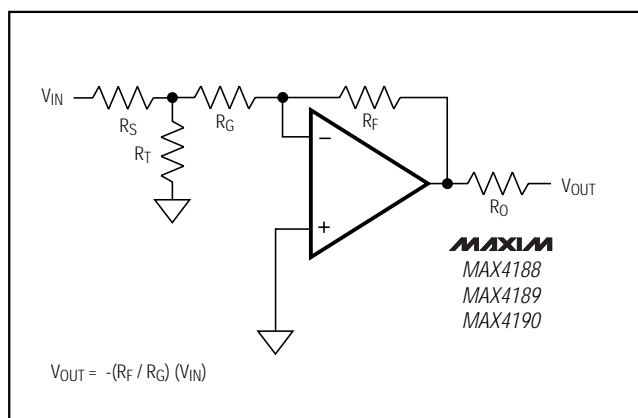 VIN
RS
RG
RF
RT
−
+
RO
VOUT
MAXIM
MAX4188
MAX4189
MAX4190
VOUT = -(RF / RG) (VIN)